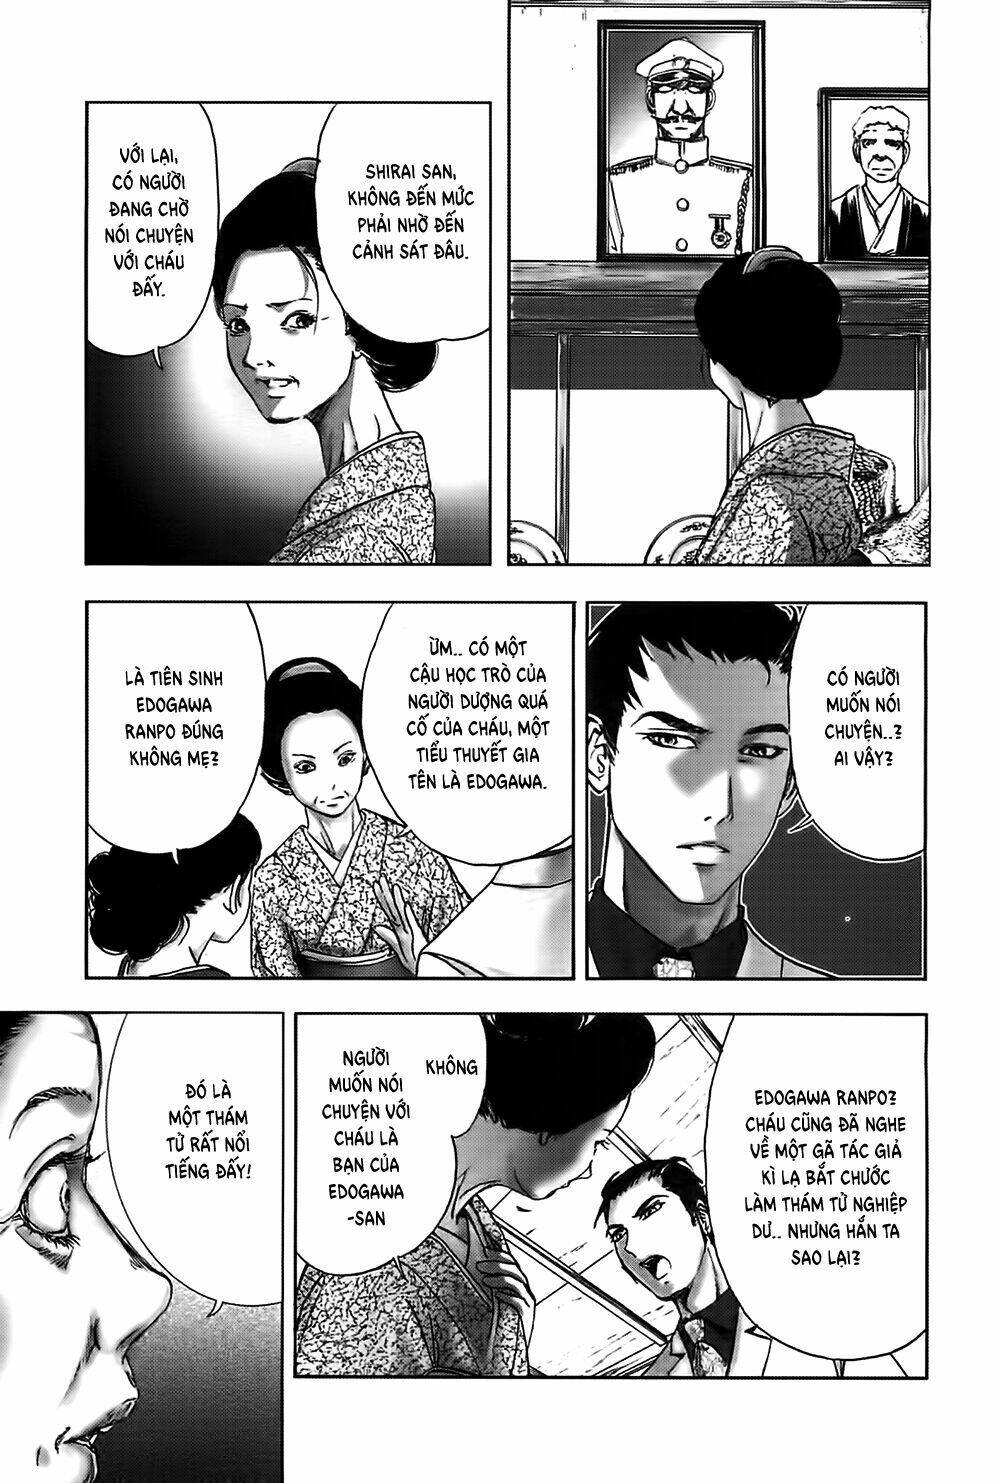 SHIRAI SAN,
KHÔNG ĐẾN MỨC
PHẢI NHỜ ĐẾN
CẢNH SÁT ĐÂU.
VỚI LẠI,
CÓ NGƯỜI
ĐANG CHỜ
NÓI CHUYỆN
VỚI CHÁU
ĐẤY.
CÓ NGƯỜI
MUỐN NÓI
CHUYỆN..?
AI VẬY?
ỪM.. CÓ MỘT
CẬU HỌC TRÒ CỦA
NGƯỜI DƯỢNG QUÁ
CỐ CỦA CHÁU, MỘT
TIỂU THUYẾT GIA
TÊN LÀ EDOGAWA.
LÀ TIÊN SINH
EDOGAWA
RANPO ĐÚNG
KHÔNG MẸ?
EDOGAWA RANPO?
CHÁU CŨNG ĐÃ NGHE
VỀ MỘT GÃ TÁC GIẢ
KÌ LẠ BẮT CHƯỚC
LÀM THÁM TỬ NGHIỆP
DƯ.. NHƯNG HẮN TA
SAO LẠI?
KHÔNG
NGƯỜI
MUỐN NÓI
CHUYỆN VỚI
CHÁU LÀ
BẠN CỦA
EDOGAWA
-SAN
ĐÓ LÀ
MỘT THÁM
TỬ RẤT NỔI
TIẾNG ĐẤY!